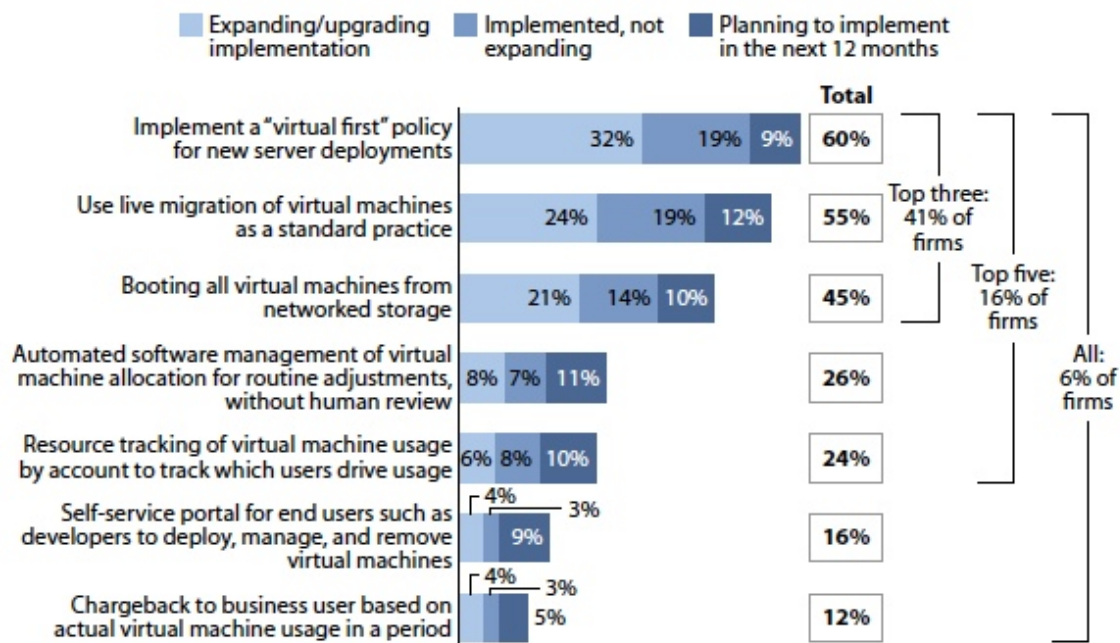 Expanding/upgrading
implementation
Implemented, not
expanding
Planning to implement
in the next 12 months
Total
Implement a “virtual first” policy
for new server deployments
32% 19% 9% 60%
Use live migration of virtual machines
as a standard practice
24% 19% 12% 55%
Booting all virtual machines from
networked storage
21% 14% 10% 45%
Automated software management of virtual
machine allocation for routine adjustments,
without human review
8% 7% 11% 26%
Resource tracking of virtual machine usage
by account to track which users drive usage
6% 8% 10% 24%
Self-service portal for end users such as
developers to deploy, manage, and remove
virtual machines
4% 3% 9% 16%
Chargeback to business user based on
actual virtual machine usage in a period
4% 3% 5% 12%
Top three:
41% of
firms
Top five:
16% of
firms
All:
6% of
firms